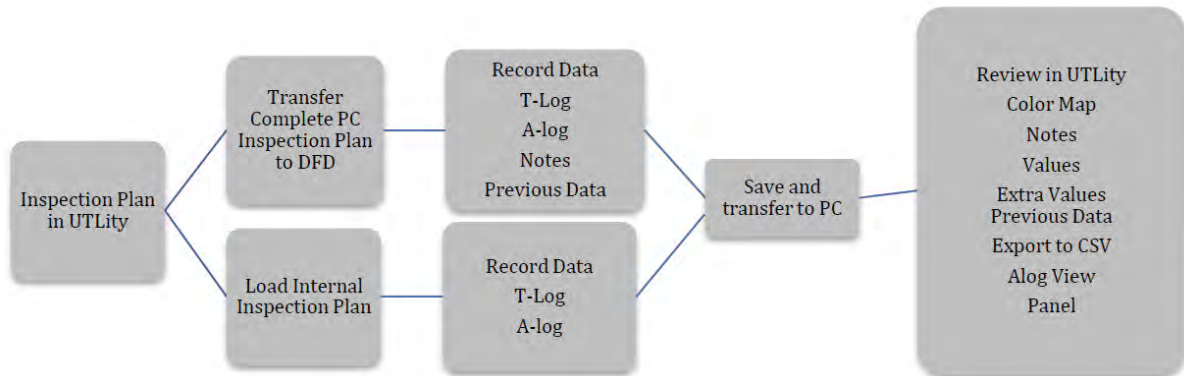 Inspection Plan
in UTLity
Transfer
Complete PC
Inspection Plan
to DFD
Load Internal
Inspection Plan
Record Data
T-Log
A-log
Notes
Previous Data
Record Data
T-Log
A-log
Save and
transfer to PC
Review in UTLity
Color Map
Notes
Values
Extra Values
Previous Data
Export to CSV
Alog View
Panel